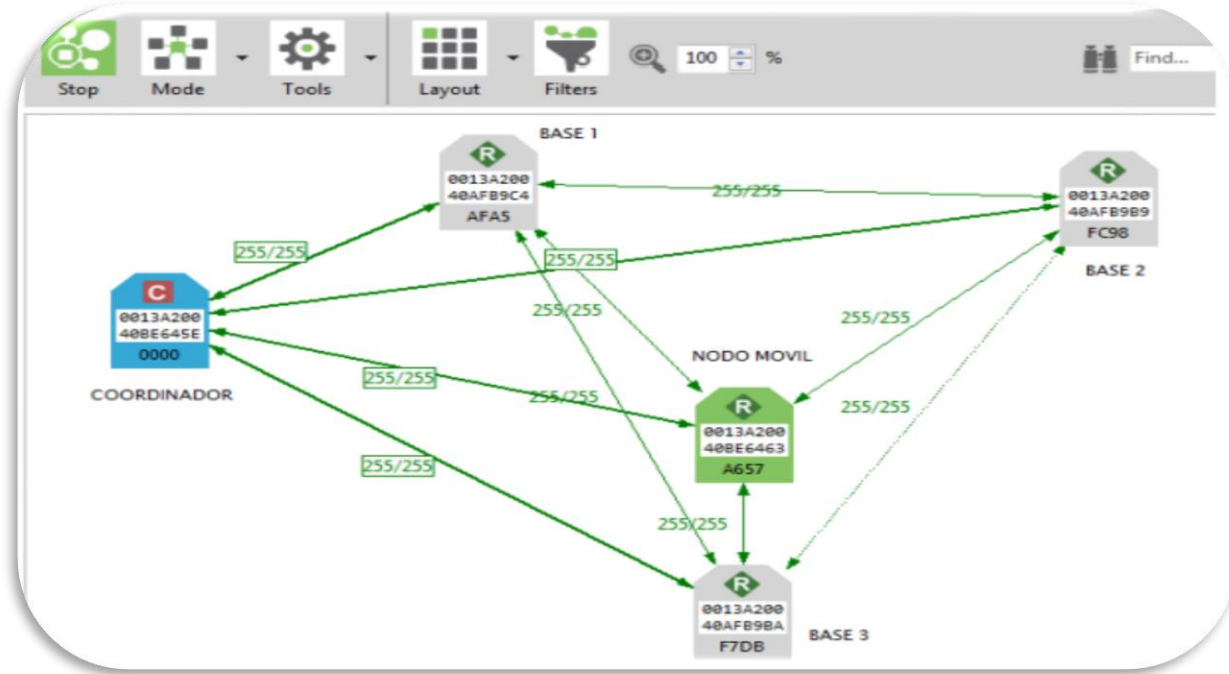 Stop
Mode
Tools
Layout
Filters
100
%
Find...
BASE 1
R
0013A200
40AFB9C4
AFA5
R
0013A200
40AFB9B9
FC98
BASE 2
255/255
255/255
255/255
C
0013A200
40BE645E
0000
COORDINADOR
255/255
255/255
NODO MOVIL
255/255
255/255
255/255
R
0013A200
40BE6463
A657
255/255
255/255
R
0013A200
40AFB9BA
F7DB
BASE 3